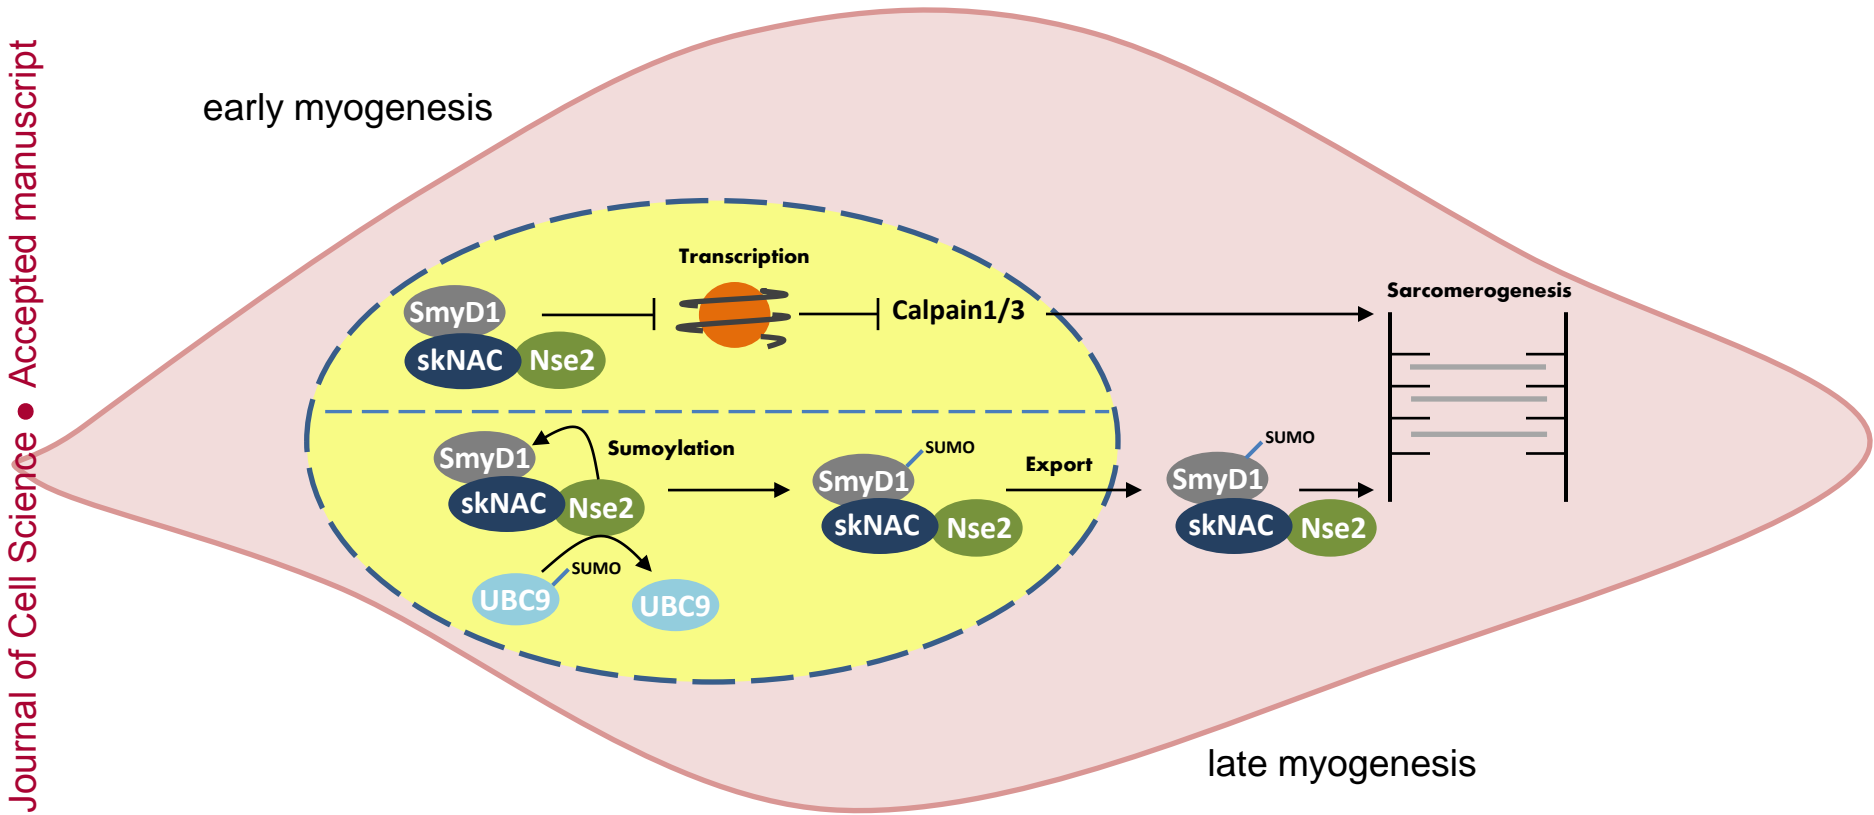 Journal of Cell Science ● Accepted manuscript
early myogenesis
Transcription
SmyD1
skNAC
Nse2
Calpain1/3
Sarcomerogenesis
SmyD1
skNAC
Nse2
Sumoylation
UBC9
SUMO
UBC9
SmyD1
SUMO
skNAC
Nse2
Export
SmyD1
SUMO
skNAC
Nse2
late myogenesis